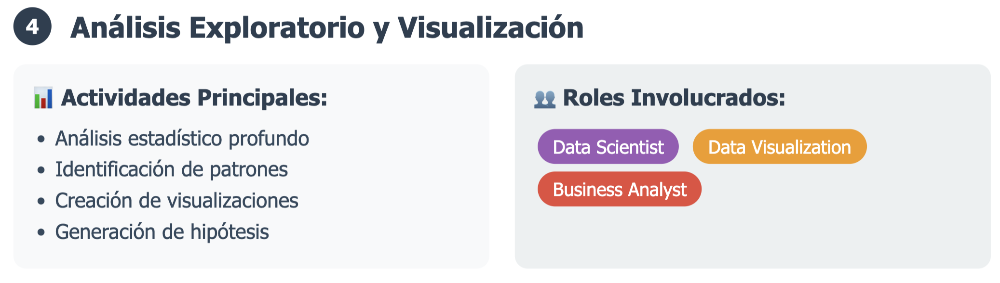 4
Análisis Exploratorio y Visualización
Actividades Principales:
• Análisis estadístico profundo
• Identificación de patrones
• Creación de visualizaciones
• Generación de hipótesis
Roles Involucrados:
Data Scientist
Data Visualization
Business Analyst